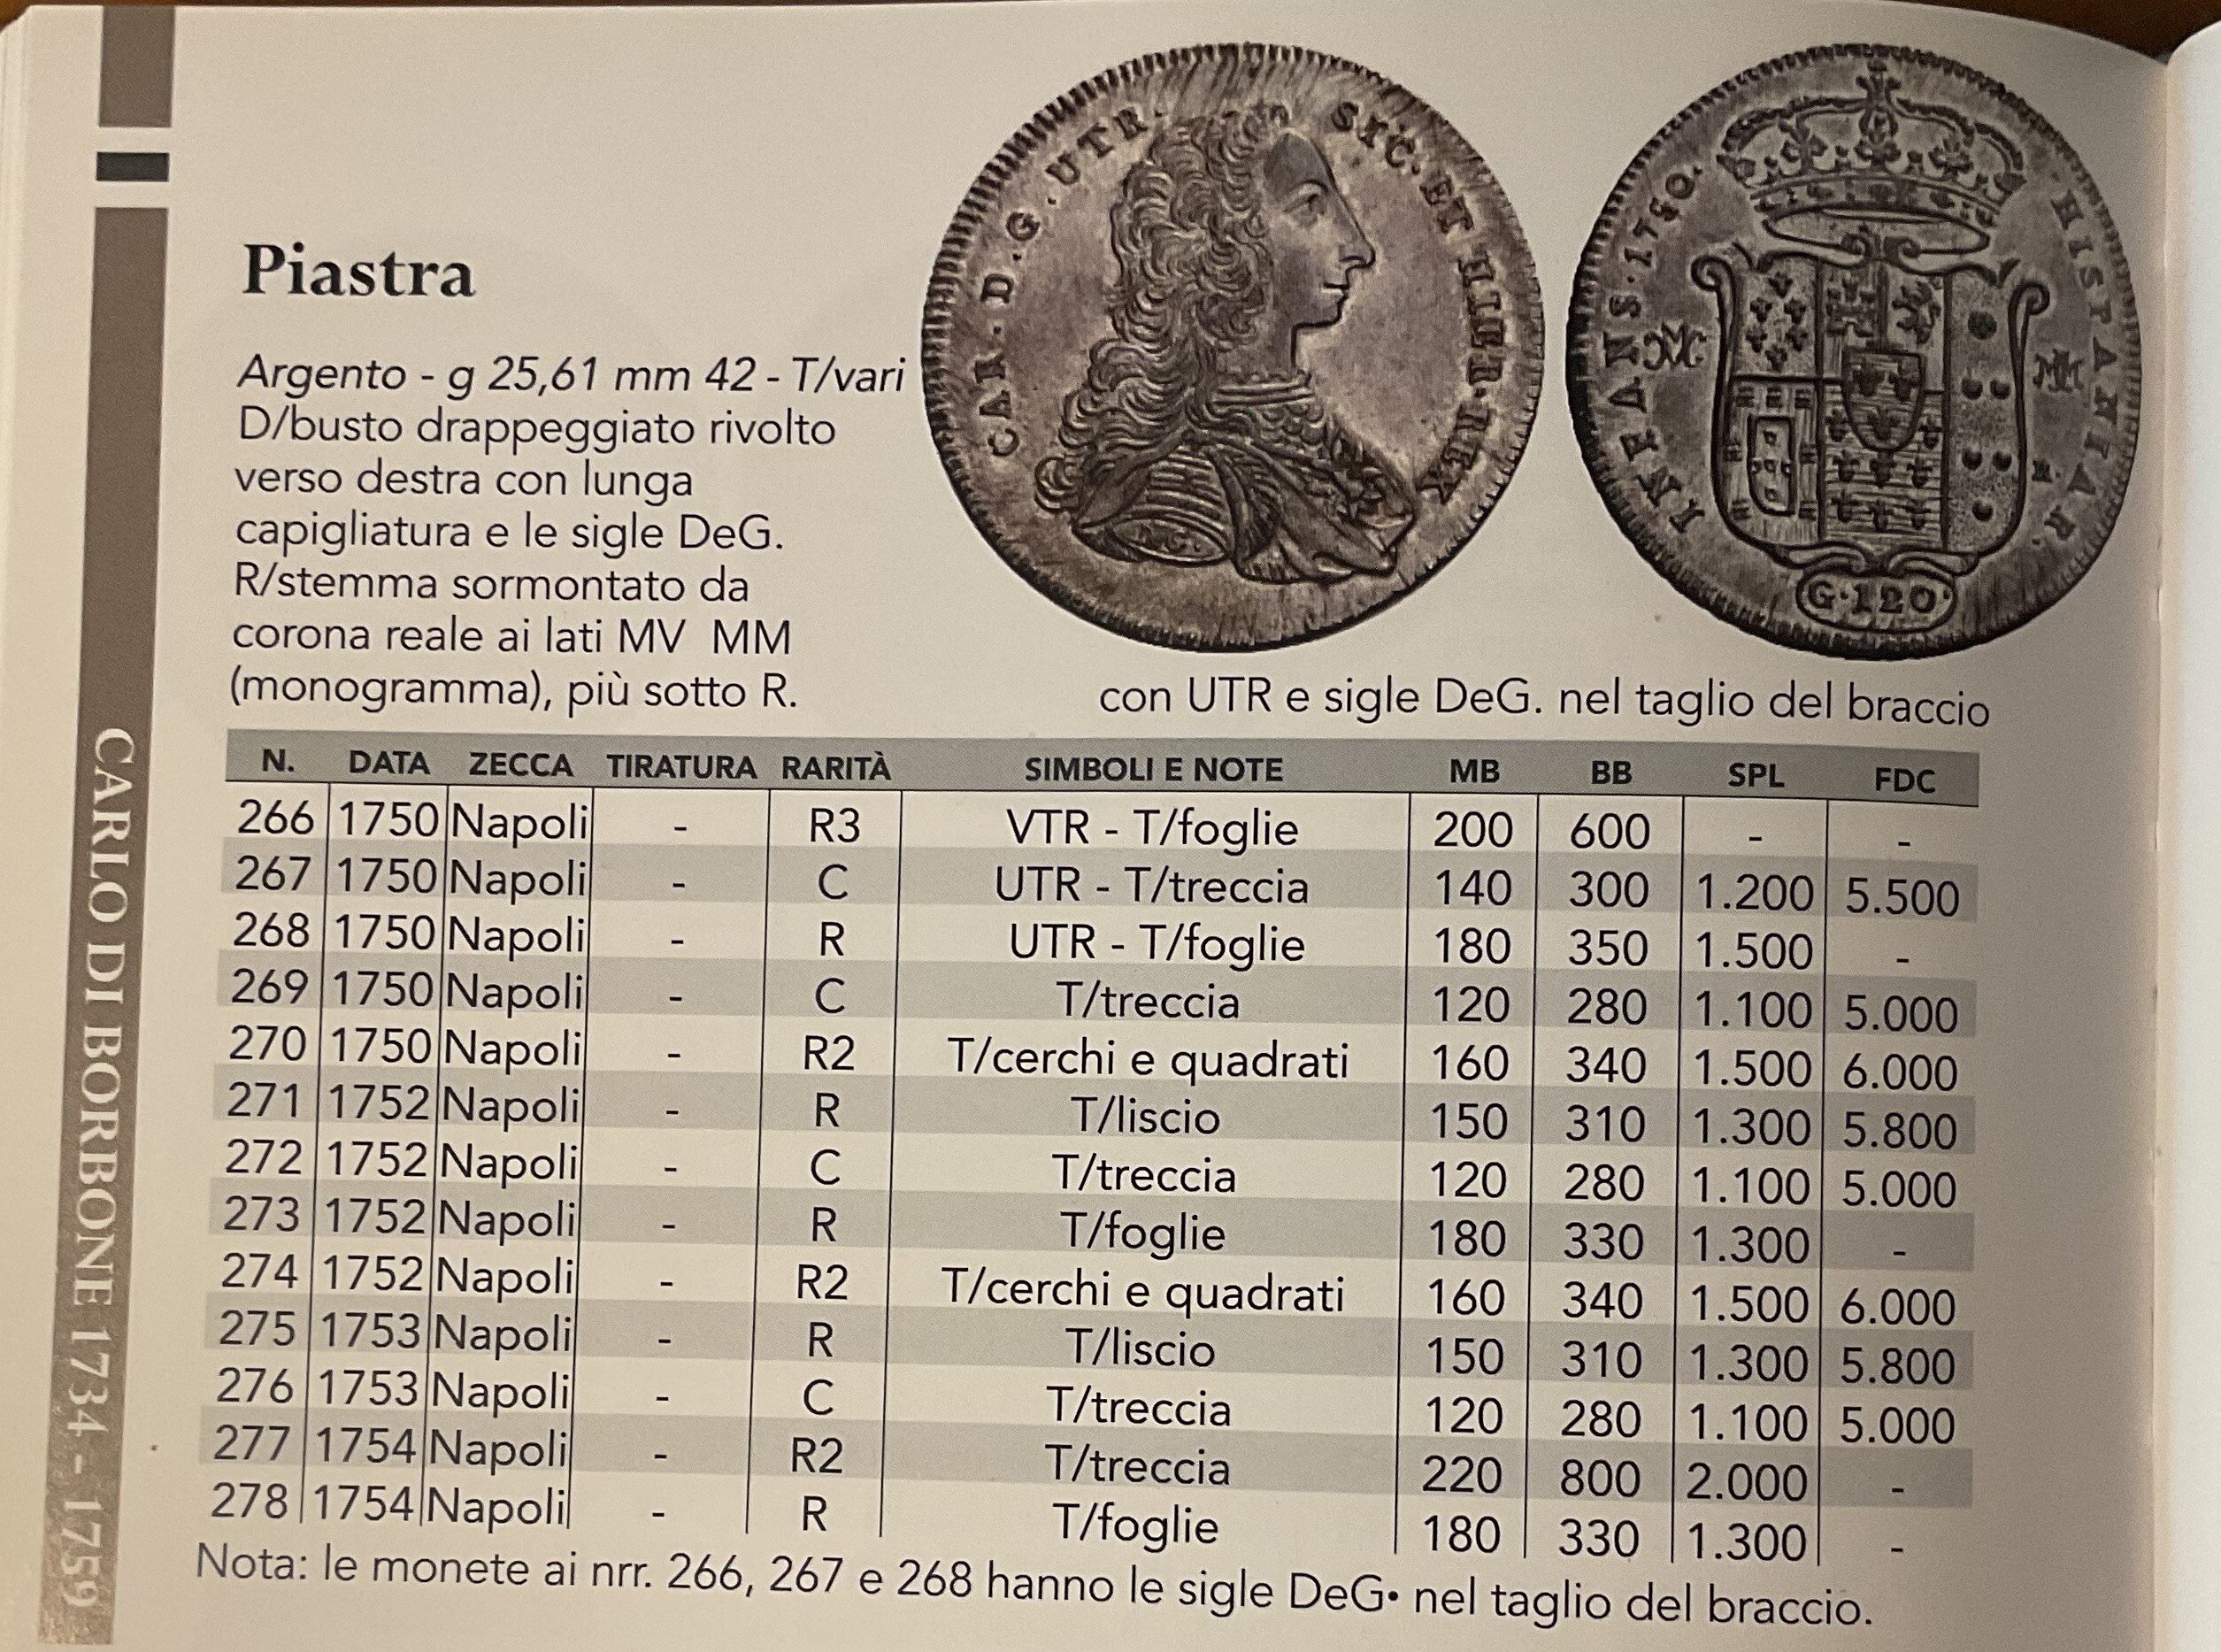 CARLO DI BORBONE 1734 - 1759
Piastra
Argento - g 25,61 mm 42 - T/vari
D/busto drappeggiato rivolto
verso destra con lunga
capigliatura e le sigle DeG.
R/stemma sormontato da
corona reale ai lati MV MM
(monogramma), più sotto R.
CAR. D. G. UTR. SIC. ET HIER. REX
INFANS. 1750. HISPANIAR.
R.
G. 120
con UTR e sigle DeG. nel taglio del braccio
N. DATA ZECCA TIRATURA RARITÀ SIMBOLI E NOTE MB BB SPL FDC
266 1750 Napoli - R3 VTR - T/foglie 200 600 - -
267 1750 Napoli - C UTR - T/treccia 140 300 1.200 5.500
268 1750 Napoli - R UTR - T/foglie 180 350 1.500 -
269 1750 Napoli - C T/treccia 120 280 1.100 5.000
270 1750 Napoli - R2 T/cerchi e quadrati 160 340 1.500 6.000
271 1752 Napoli - R T/liscio 150 310 1.300 5.800
272 1752 Napoli - C T/treccia 120 280 1.100 5.000
273 1752 Napoli - R T/foglie 180 330 1.300 -
274 1752 Napoli - R2 T/cerchi e quadrati 160 340 1.500 6.000
275 1753 Napoli - R T/liscio 150 310 1.300 5.800
276 1753 Napoli - C T/treccia 120 280 1.100 5.000
277 1754 Napoli - R2 T/treccia 220 800 2.000 -
278 1754 Napoli - R T/foglie 180 330 1.300 -
Nota: le monete ai nrr. 266, 267 e 268 hanno le sigle DeG• nel taglio del braccio.